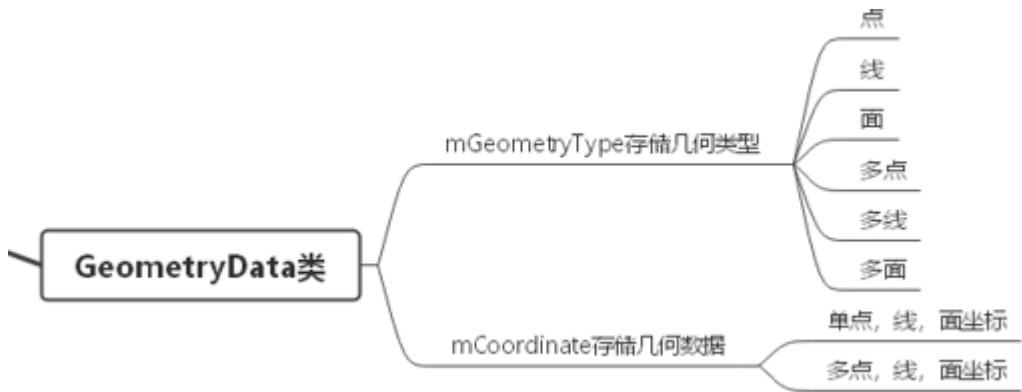 点
线
面
mGeometryType存储几何类型
多点
多线
多面
GeometryData类
单点，线，面坐标
mCoordinate存储几何数据
多点，线，面坐标